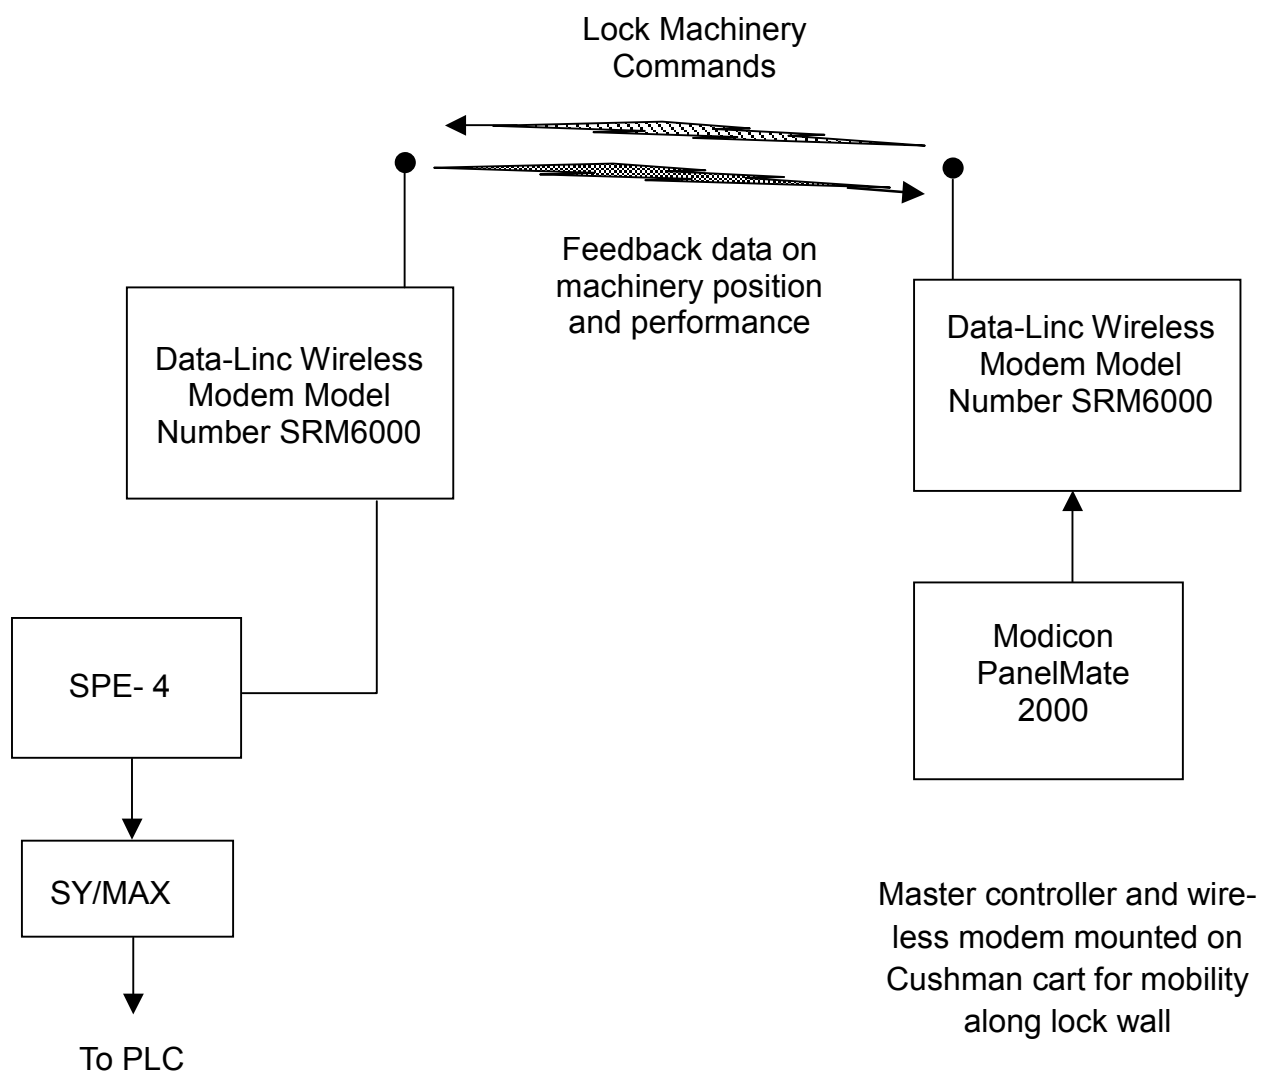 Lock Machinery
Commands
Feedback data on
machinery position
and performance
Data-Linc Wireless
Modem Model
Number SRM6000
Data-Linc Wireless
Modem Model
Number SRM6000
SPE- 4
Modicon
PanelMate
2000
SY/MAX
To PLC
Master controller and wire-
less modem mounted on
Cushman cart for mobility
along lock wall